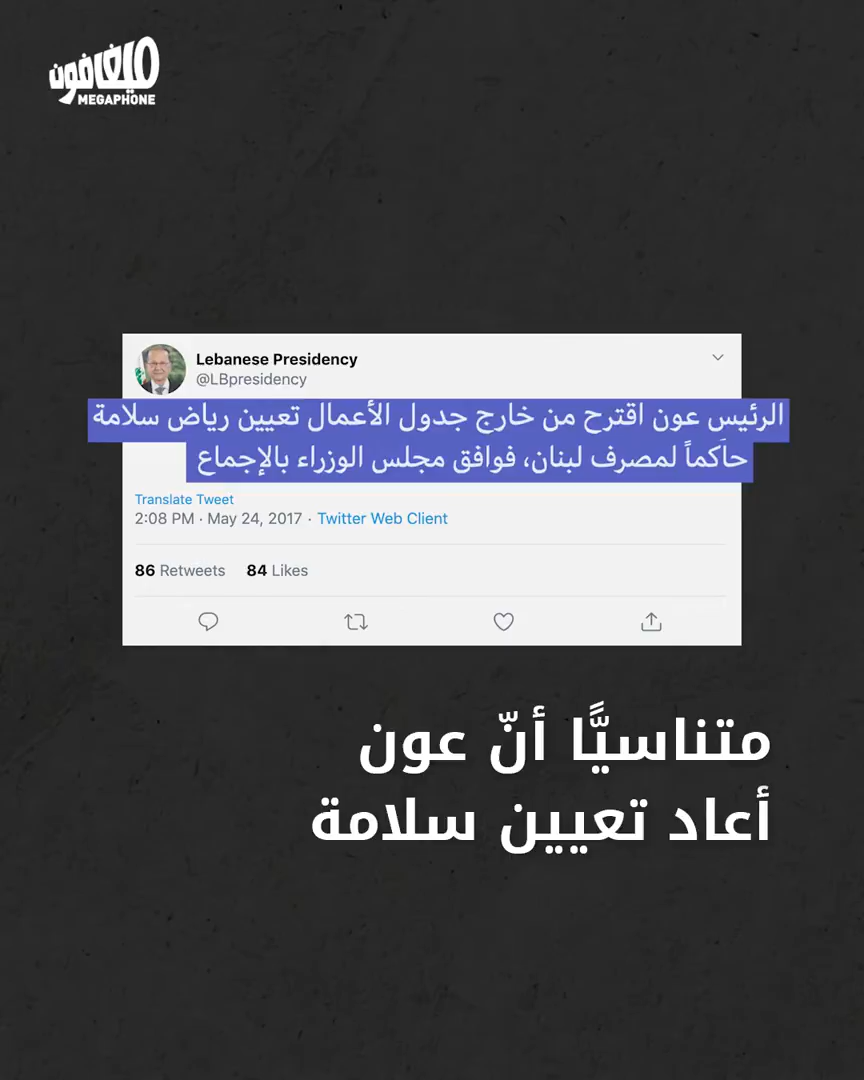 ميغافون
MEGAPHONE
Lebanese Presidency
@LBpresidency
الرئيس عون اقترح من خارج جدول الأعمال تعيين رياض سلامة
حاكماً لمصرف لبنان، فوافق مجلس الوزراء بالإجماع
Translate Tweet
2:08 PM · May 24, 2017 · Twitter Web Client
86 Retweets 84 Likes
متناسيًّا أنّ عون
أعاد تعيين سلامة